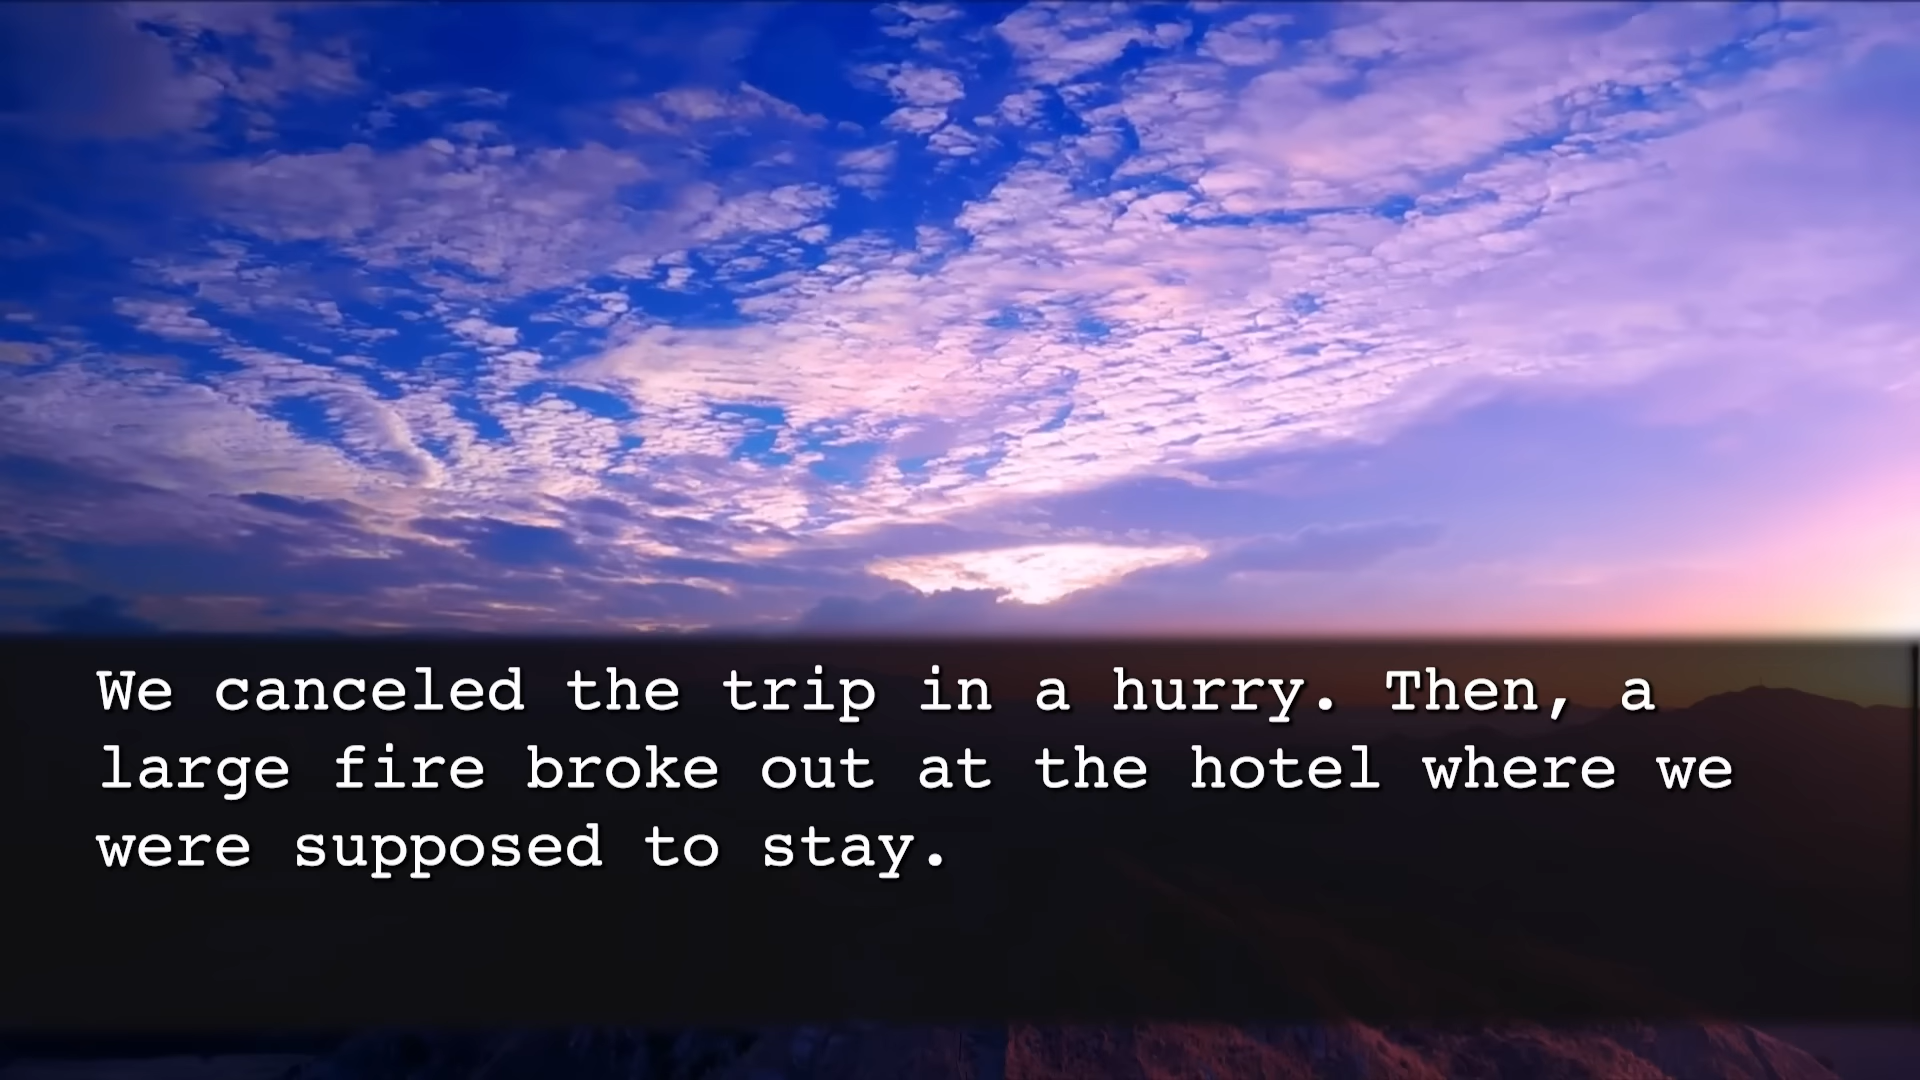 We canceled the trip in a hurry. Then, a
large fire broke out at the hotel where we
were supposed to stay.